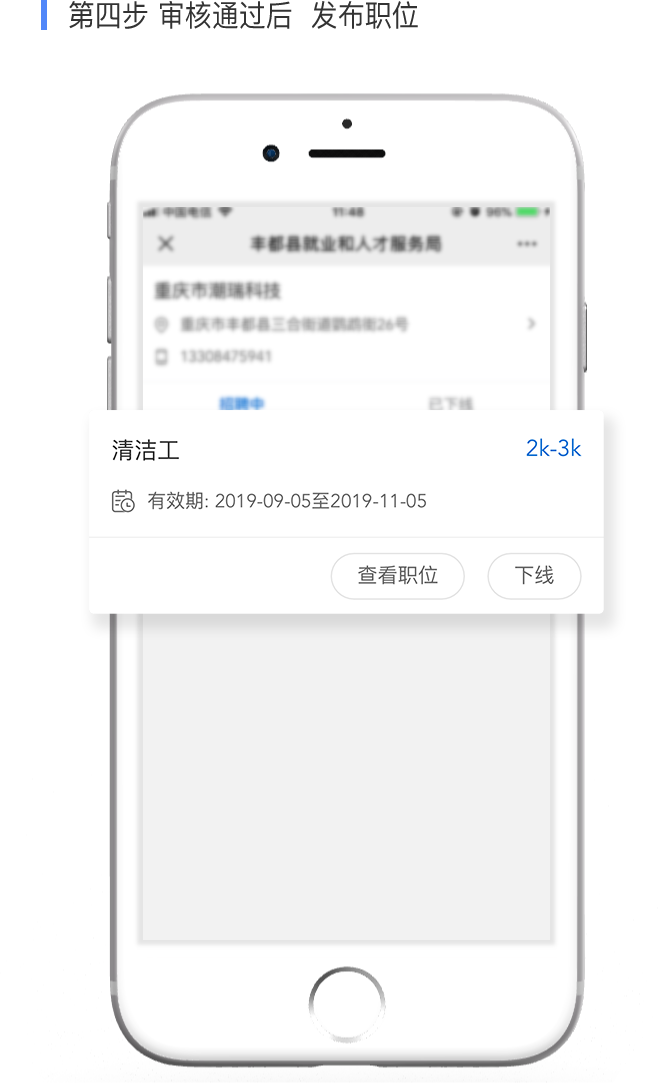 第四步 审核通过后 发布职位
中国电信 11:48 96%
丰都县就业和人才服务局
重庆市潮瑞科技
重庆市丰都县三合街道鹦鹉街26号
13308475941
招聘中 已下线
清洁工 2k-3k
有效期: 2019-09-05至2019-11-05
查看职位 下线